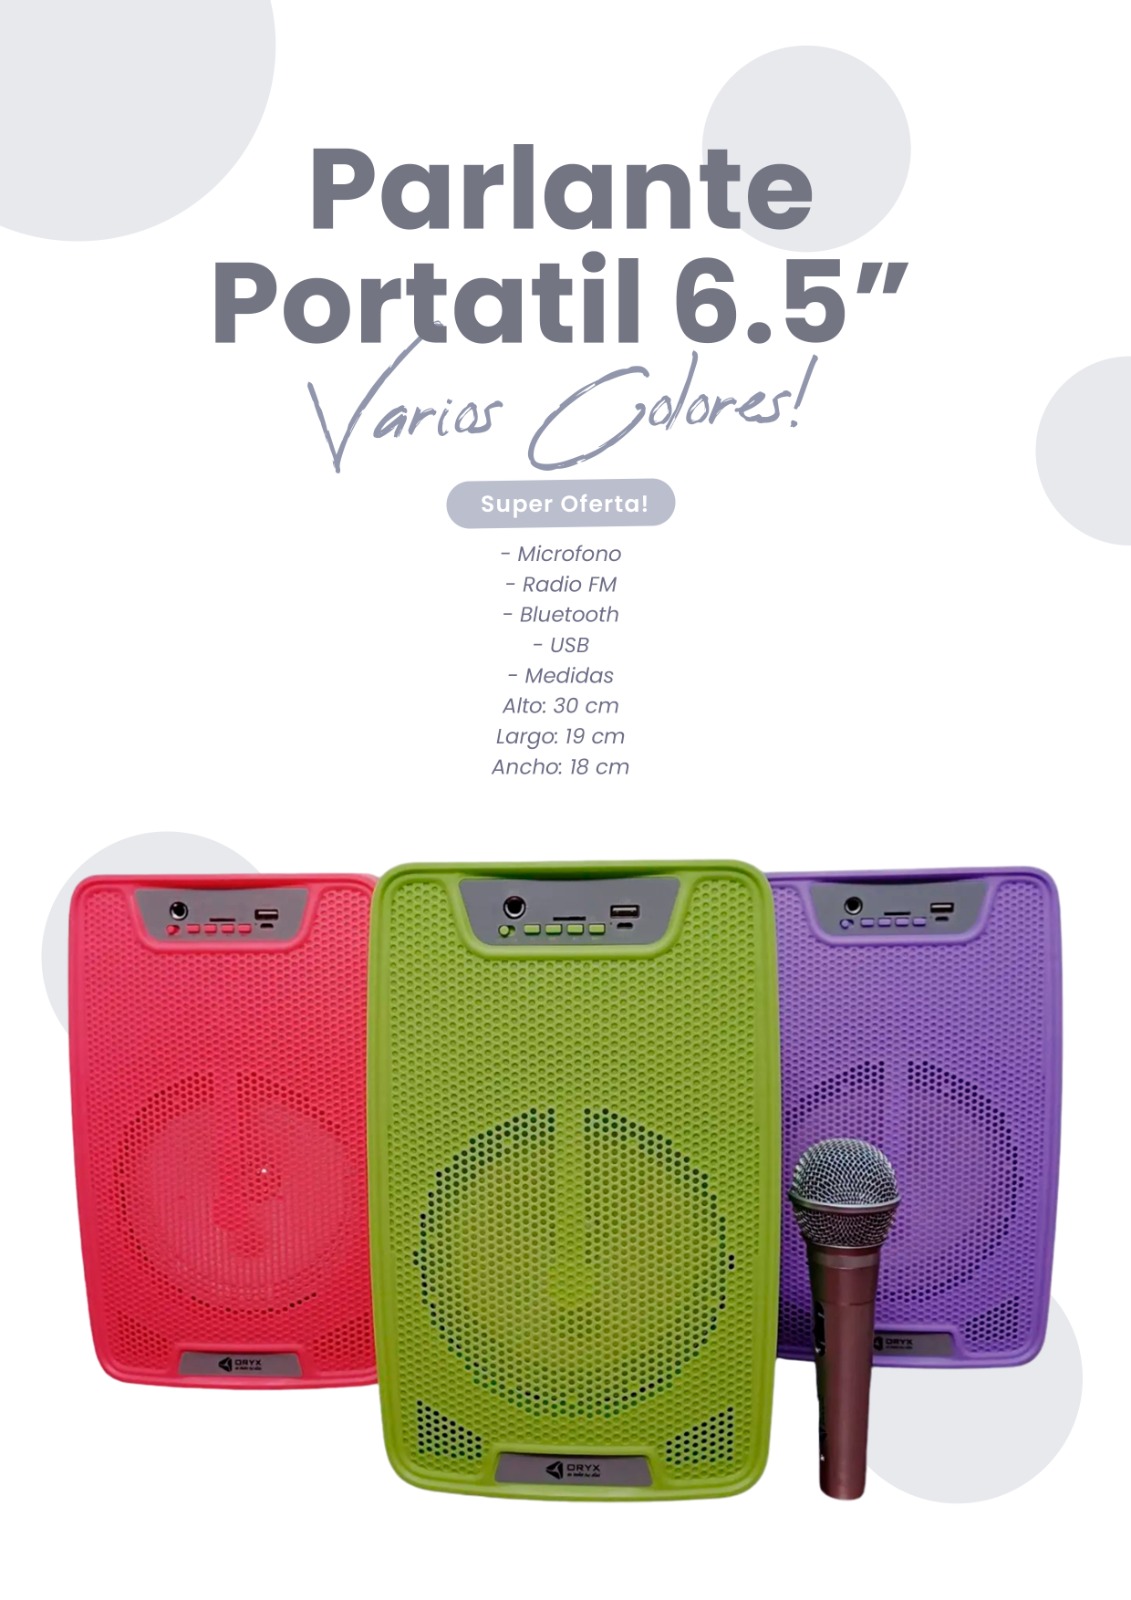 Parlante
Portatil 6.5”
Varios Colores!
Super Oferta!
- Microfono
- Radio FM
- Bluetooth
- USB
- Medidas
Alto: 30 cm
Largo: 19 cm
Ancho: 18 cm
ORYX
ORYX
ORYX